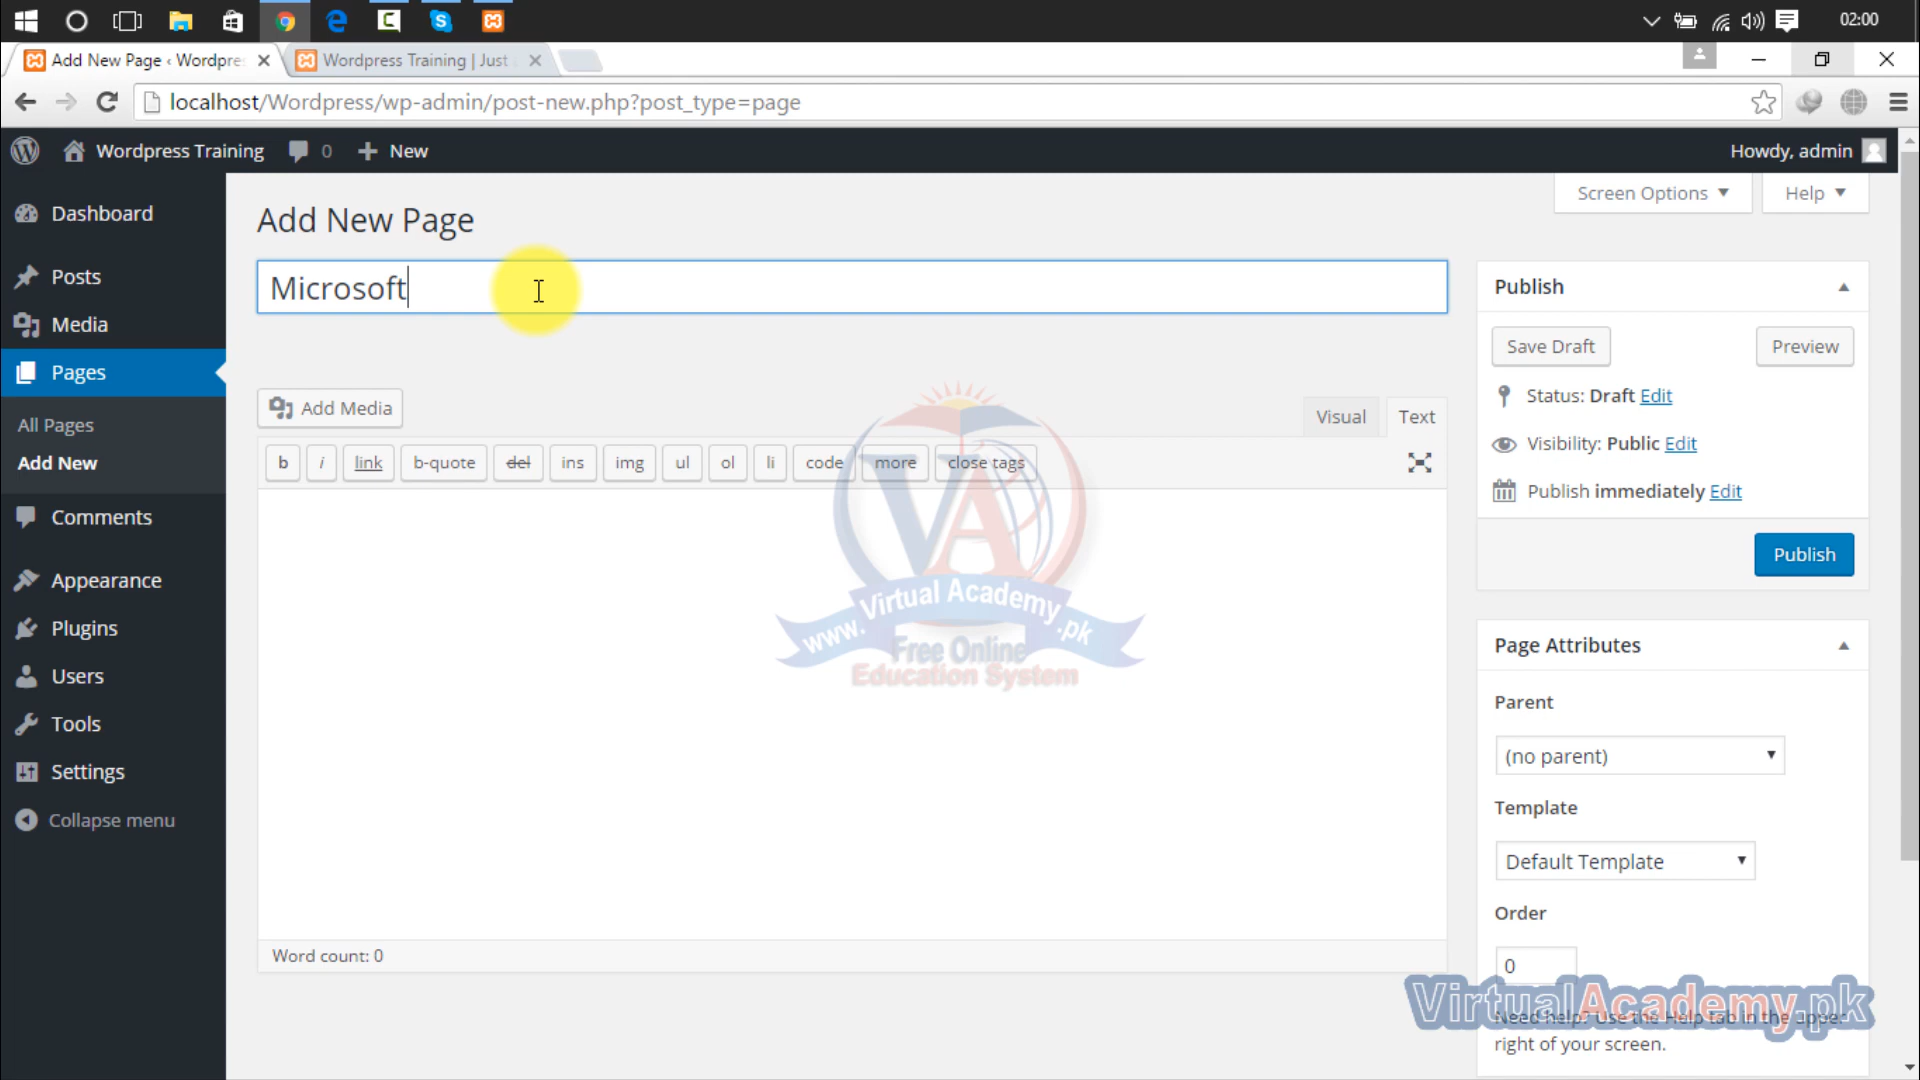 02:00
Add New Page ‹ Wordpre
Wordpress Training | Just
localhost/Wordpress/wp-admin/post-new.php?post_type=page
Wordpress Training
0
New
Howdy, admin
Screen Options
Help
Dashboard
Posts
Media
Pages
All Pages
Add New
Comments
Appearance
Plugins
Users
Tools
Settings
Collapse menu
Add New Page
Microsoft
Add Media
Visual
Text
b
i
link
b-quote
del
ins
img
ul
ol
li
code
more
close tags
VA
www.Virtual Academy.pk
Free Online
Education System
Word count: 0
Publish
Save Draft
Preview
Status: Draft Edit
Visibility: Public Edit
Publish immediately Edit
Publish
Page Attributes
Parent
(no parent)
Template
Default Template
Order
0
VirtualAcademy.pk
Need help? Use the Help tab in the upper
right of your screen.